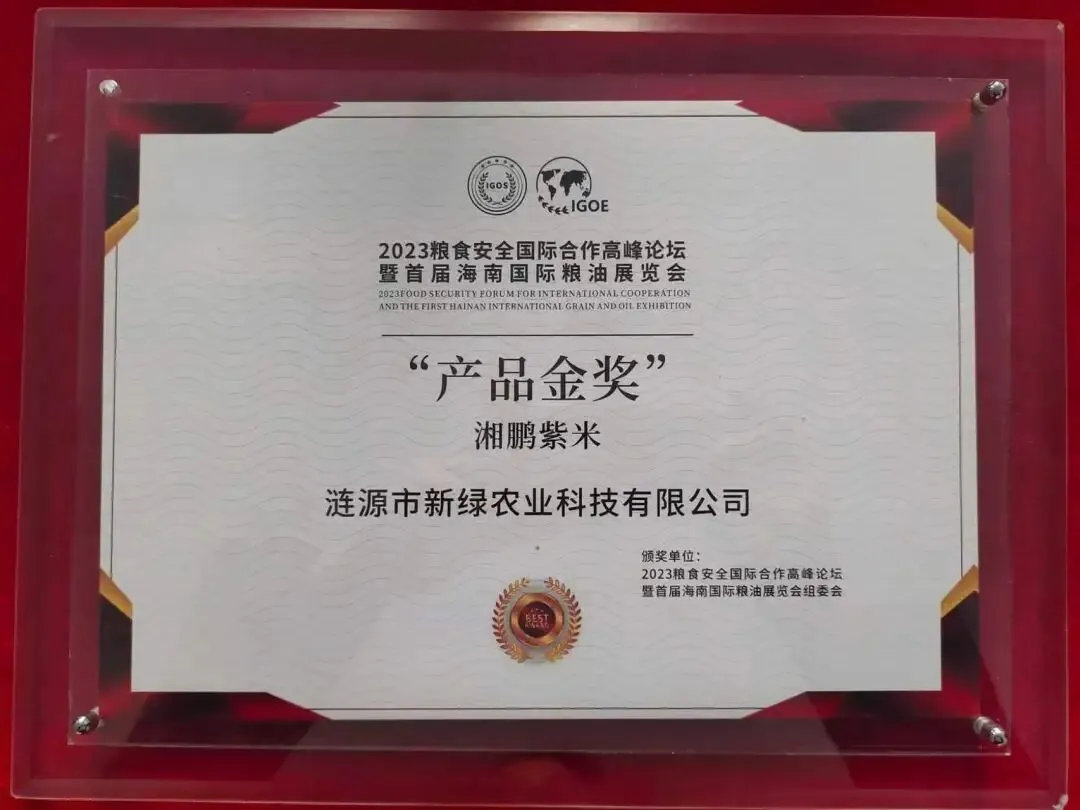 IGOS
IGOE
2023粮食安全国际合作高峰论坛
暨首届海南国际粮油展览会
2023FOOD SECURITY FORUM FOR INTERNATIONAL COOPERATION
AND THE FIRST HAINAN INTERNATIONAL GRAIN AND OIL EXHIBITION
“产品金奖”
湘鹏紫米
涟源市新绿农业科技有限公司
颁奖单位：
2023粮食安全国际合作高峰论坛
暨首届海南国际粮油展览会组委会
BEST
AWARD